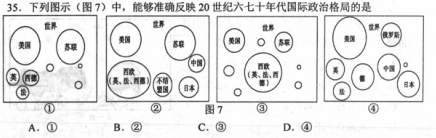 35．下列图示（图7）中，能够准确反映 20 世纪六七十年代国际政治格局的是
世界 世界 世界 世界
美国 苏联 美国 苏联 美国 苏联 美国 俄罗斯
英 西德 法
西欧（英、法、西德） 中国 不结盟国 日本
西欧（英、法、西德）
英 德 中国 法 日本
① ② 图7 ③ ④
A．① B．② C．③ D．④